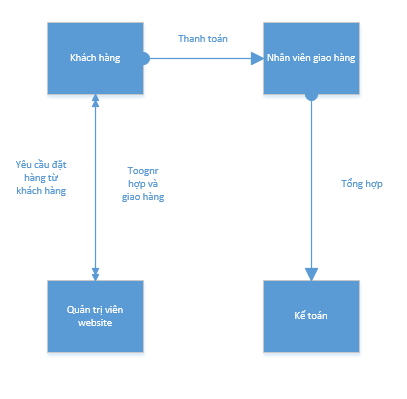 Thanh toán
Khách hàng
Nhân viên giao hàng
Yêu cầu đặt
hàng từ
khách hàng
Toognr
hợp và
giao hàng
Tổng hợp
Quản trị viên
website
Kế toán